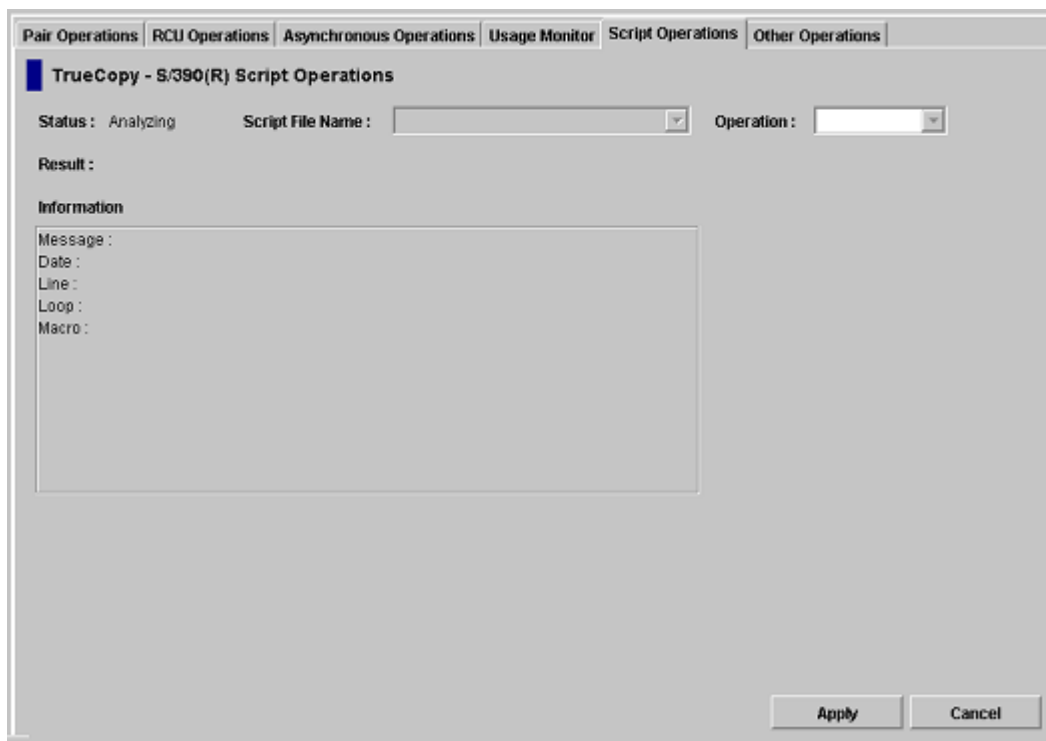 Pair Operations RCU Operations Asynchronous Operations Usage Monitor Script Operations Other Operations
TrueCopy - S/390(R) Script Operations
Status : Analyzing Script File Name : Operation :
Result :
Information
Message :
Date :
Line :
Loop :
Macro :
Apply Cancel